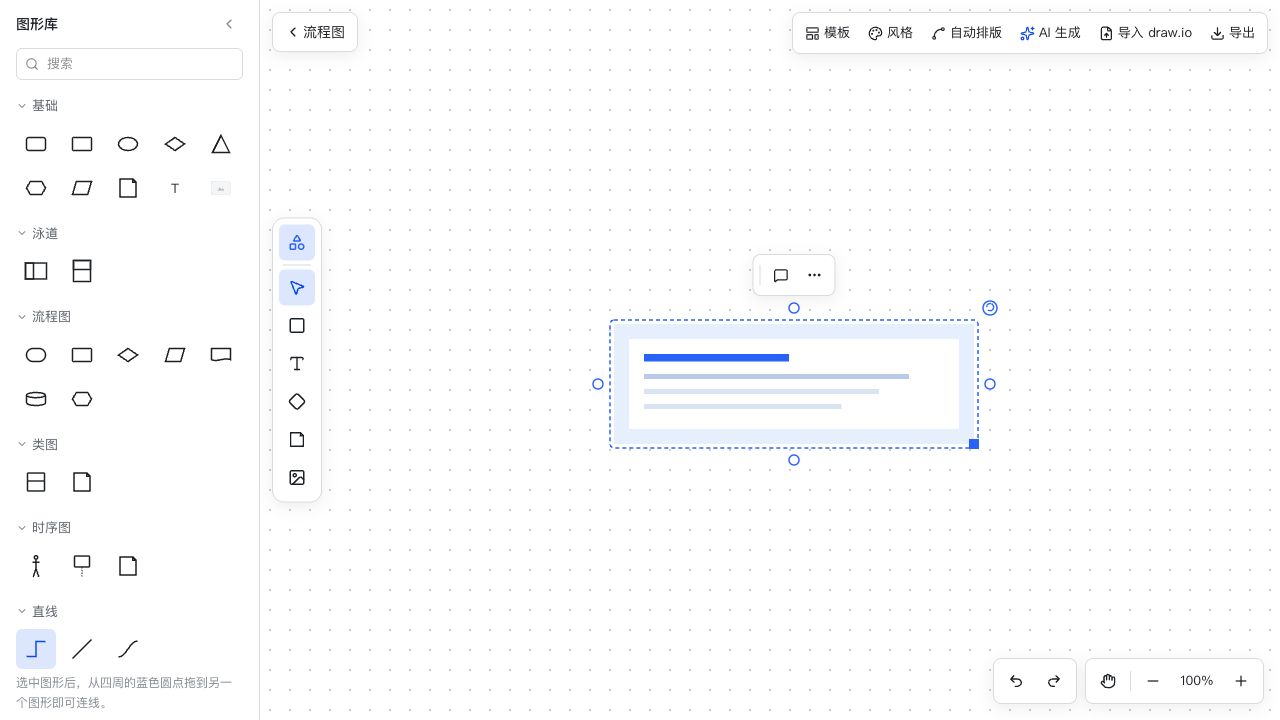 图形库
搜索
基础
T
泳道
流程图
类图
时序图
直线
选中图形后，从四周的蓝色圆点拖到另一
个图形即可连线。
流程图
模板
风格
自动排版
AI 生成
导入 draw.io
导出
100%